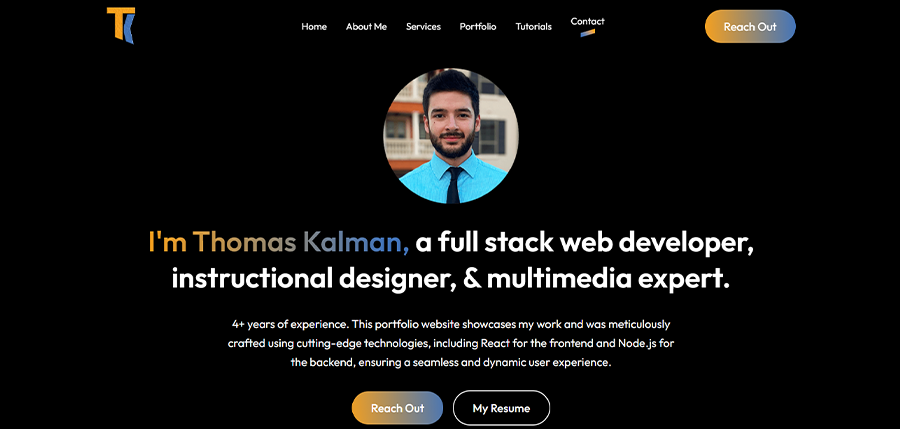 TK
Home About Me Services Portfolio Tutorials Contact Reach Out
I'm Thomas Kalman, a full stack web developer,
instructional designer, & multimedia expert.
4+ years of experience. This portfolio website showcases my work and was meticulously
crafted using cutting-edge technologies, including React for the frontend and Node.js for
the backend, ensuring a seamless and dynamic user experience.
Reach Out My Resume